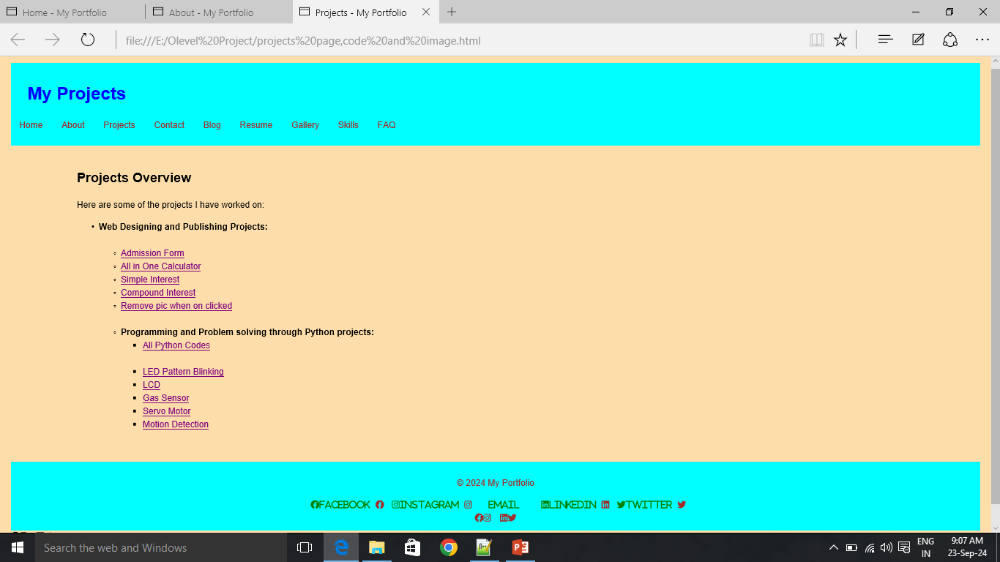 Home - My Portfolio About - My Portfolio Projects - My Portfolio
file:///E:/Olevel%20Project/projects%20page,code%20and%20image.html
My Projects
Home About Projects Contact Blog Resume Gallery Skills FAQ
Projects Overview
Here are some of the projects I have worked on:
• Web Designing and Publishing Projects:
Admission Form
All in One Calculator
Simple Interest
Compound Interest
Remove pic when on clicked
Programming and Problem solving through Python projects:
All Python Codes
LED Pattern Blinking
LCD
Gas Sensor
Servo Motor
Motion Detection
© 2024 My Portfolio
FACEBOOK INSTAGRAM EMAIL LINKEDIN TWITTER
Search the web and Windows
ENG 9:07 AM
IN 23-Sep-24